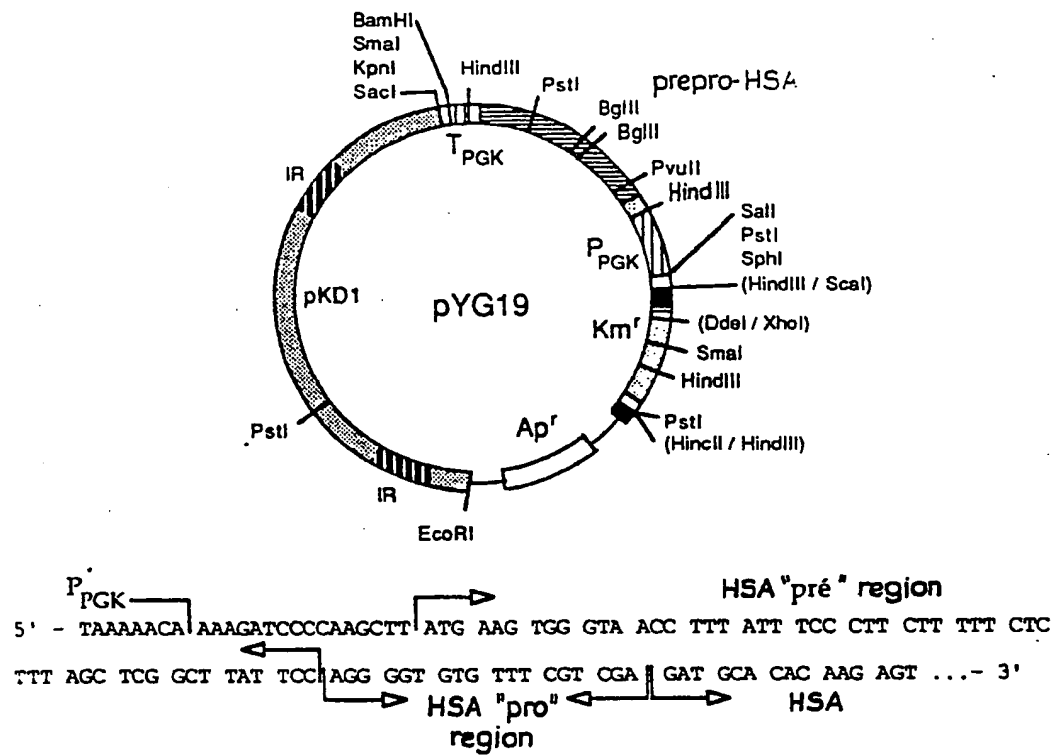 BamHI
SmaI
KpnI
SacI
HindIII
PstI
prepro-HSA
BglII
BglII
PvuII
HindIII
SalI
PstI
SphI
(HindIII / ScaI)
(DdeI / XhoI)
SmaI
HindIII
PstI
(HincII / HindIII)
TPGK
PPGK
Kmr
Apr
IR
pKD1
pYG19
PstI
IR
EcoRI
PPGK
HSA "pré" region
5' - TAAAAACA AAAGATCCCCAAGCTT ATG AAG TGG GTA ACC TTT ATT TCC CTT CTT TTT CTC
TTT AGC TCG GCT TAT TCC AGG GGT GTG TTT CGT CGA GAT GCA CAC AAG AGT ...- 3'
HSA "pro" region
HSA